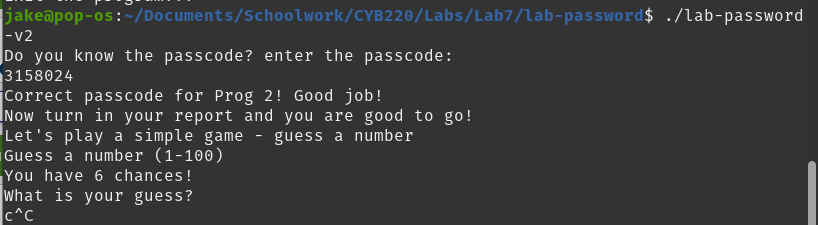 jake@pop-os:~/Documents/Schoolwork/CYB220/Labs/Lab7/lab-password$ ./lab-password
-v2
Do you know the passcode? enter the passcode:
3158024
Correct passcode for Prog 2! Good job!
Now turn in your report and you are good to go!
Let's play a simple game - guess a number
Guess a number (1-100)
You have 6 chances!
What is your guess?
c^C